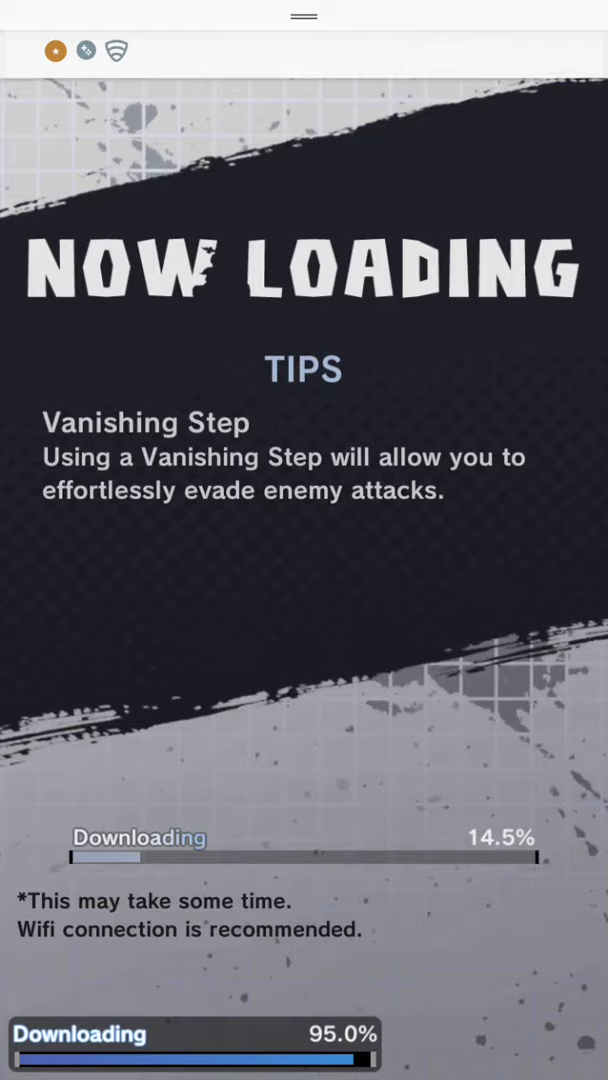 NOW LOADING
TIPS
Vanishing Step
Using a Vanishing Step will allow you to
effortlessly evade enemy attacks.
Downloading 14.5%
*This may take some time.
Wifi connection is recommended.
Downloading 95.0%